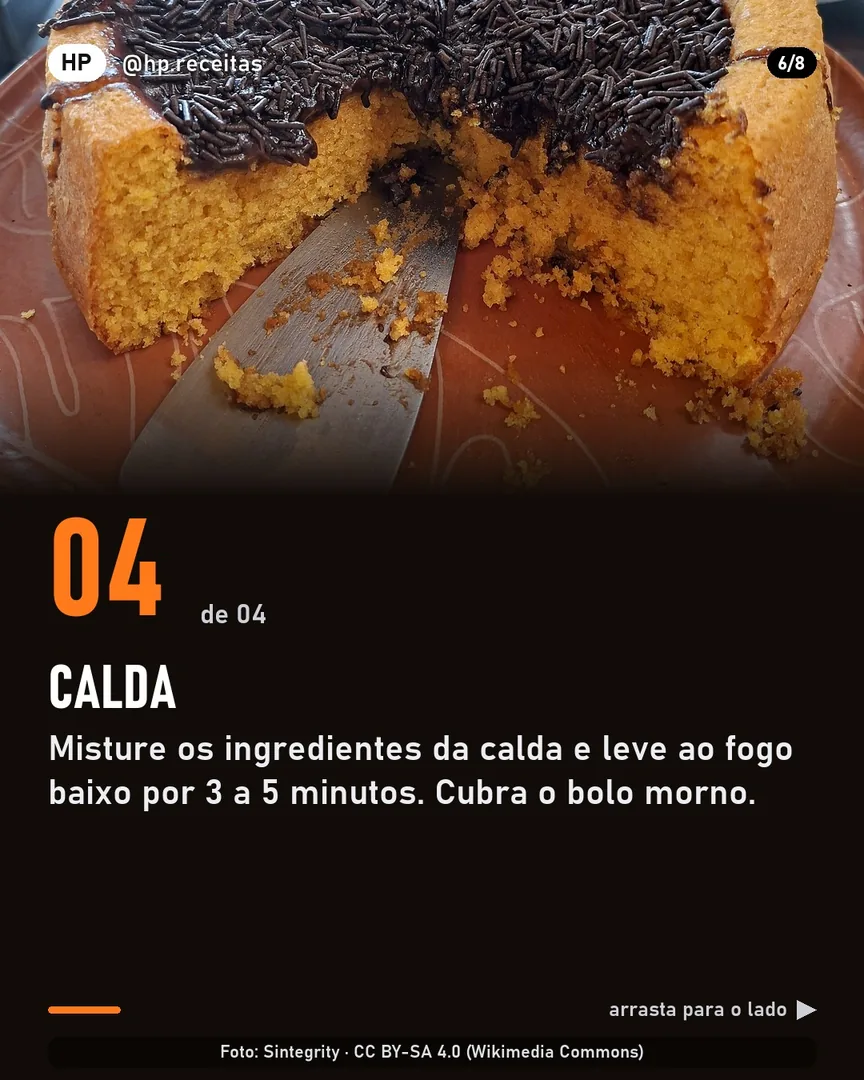 HP @hp.receitas 6/8
04 de 04
CALDA
Misture os ingredientes da calda e leve ao fogo
baixo por 3 a 5 minutos. Cubra o bolo morno.
arrasta para o lado ▶
Foto: Sintegrity · CC BY-SA 4.0 (Wikimedia Commons)